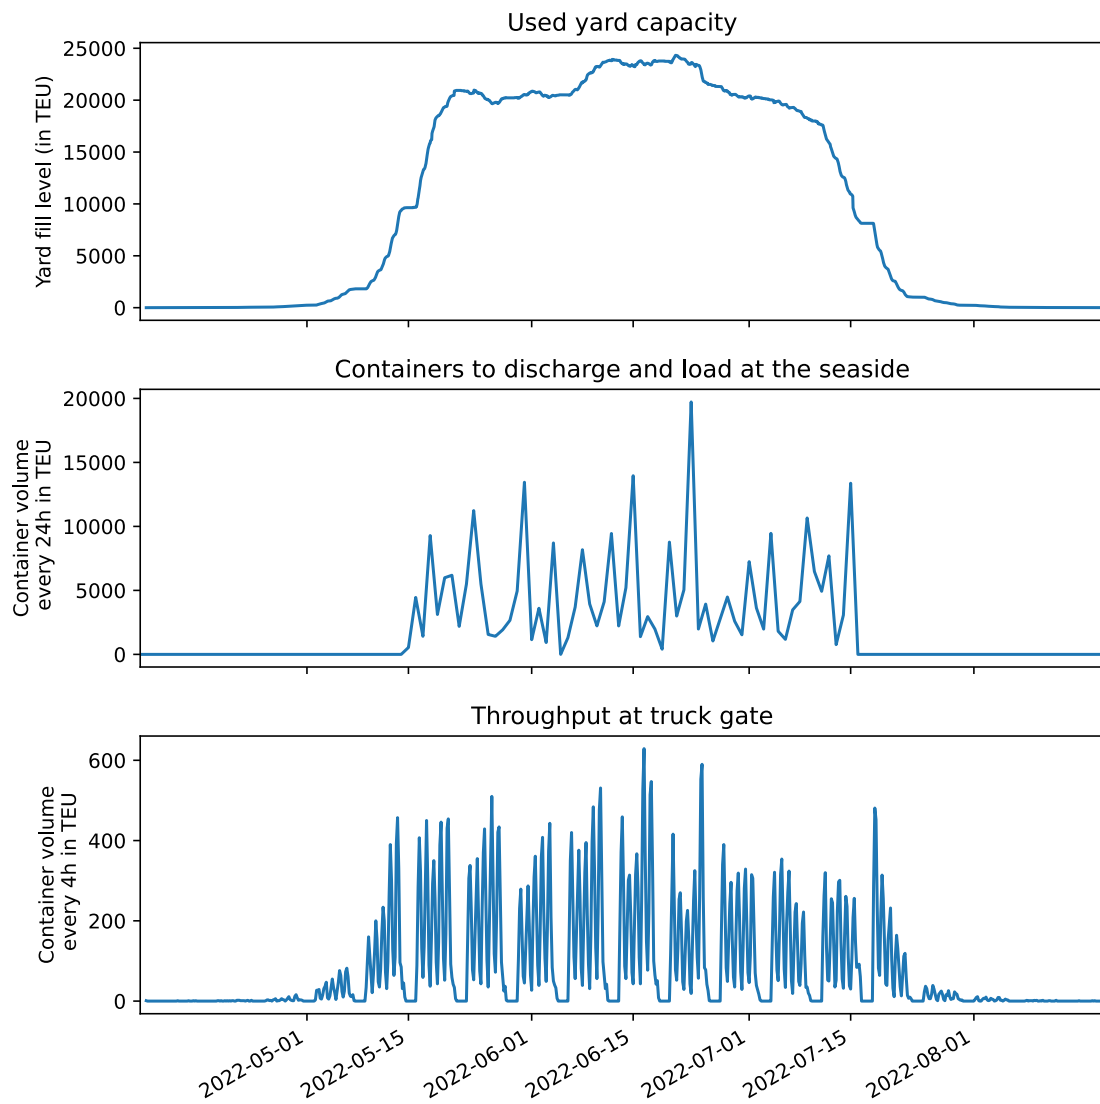 Used yard capacity
Yard fill level (in TEU)
25000
20000
15000
10000
5000
0
Containers to discharge and load at the seaside
Container volume
every 24h in TEU
20000
15000
10000
5000
0
Throughput at truck gate
Container volume
every 4h in TEU
600
400
200
0
2022-05-01
2022-05-15
2022-06-01
2022-06-15
2022-07-01
2022-07-15
2022-08-01